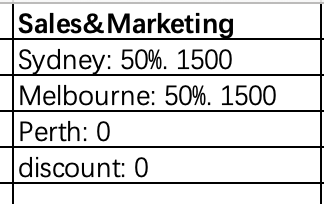 Sales&Marketing
Sydney: 50%. 1500
Melbourne: 50%. 1500
Perth: 0
discount: 0